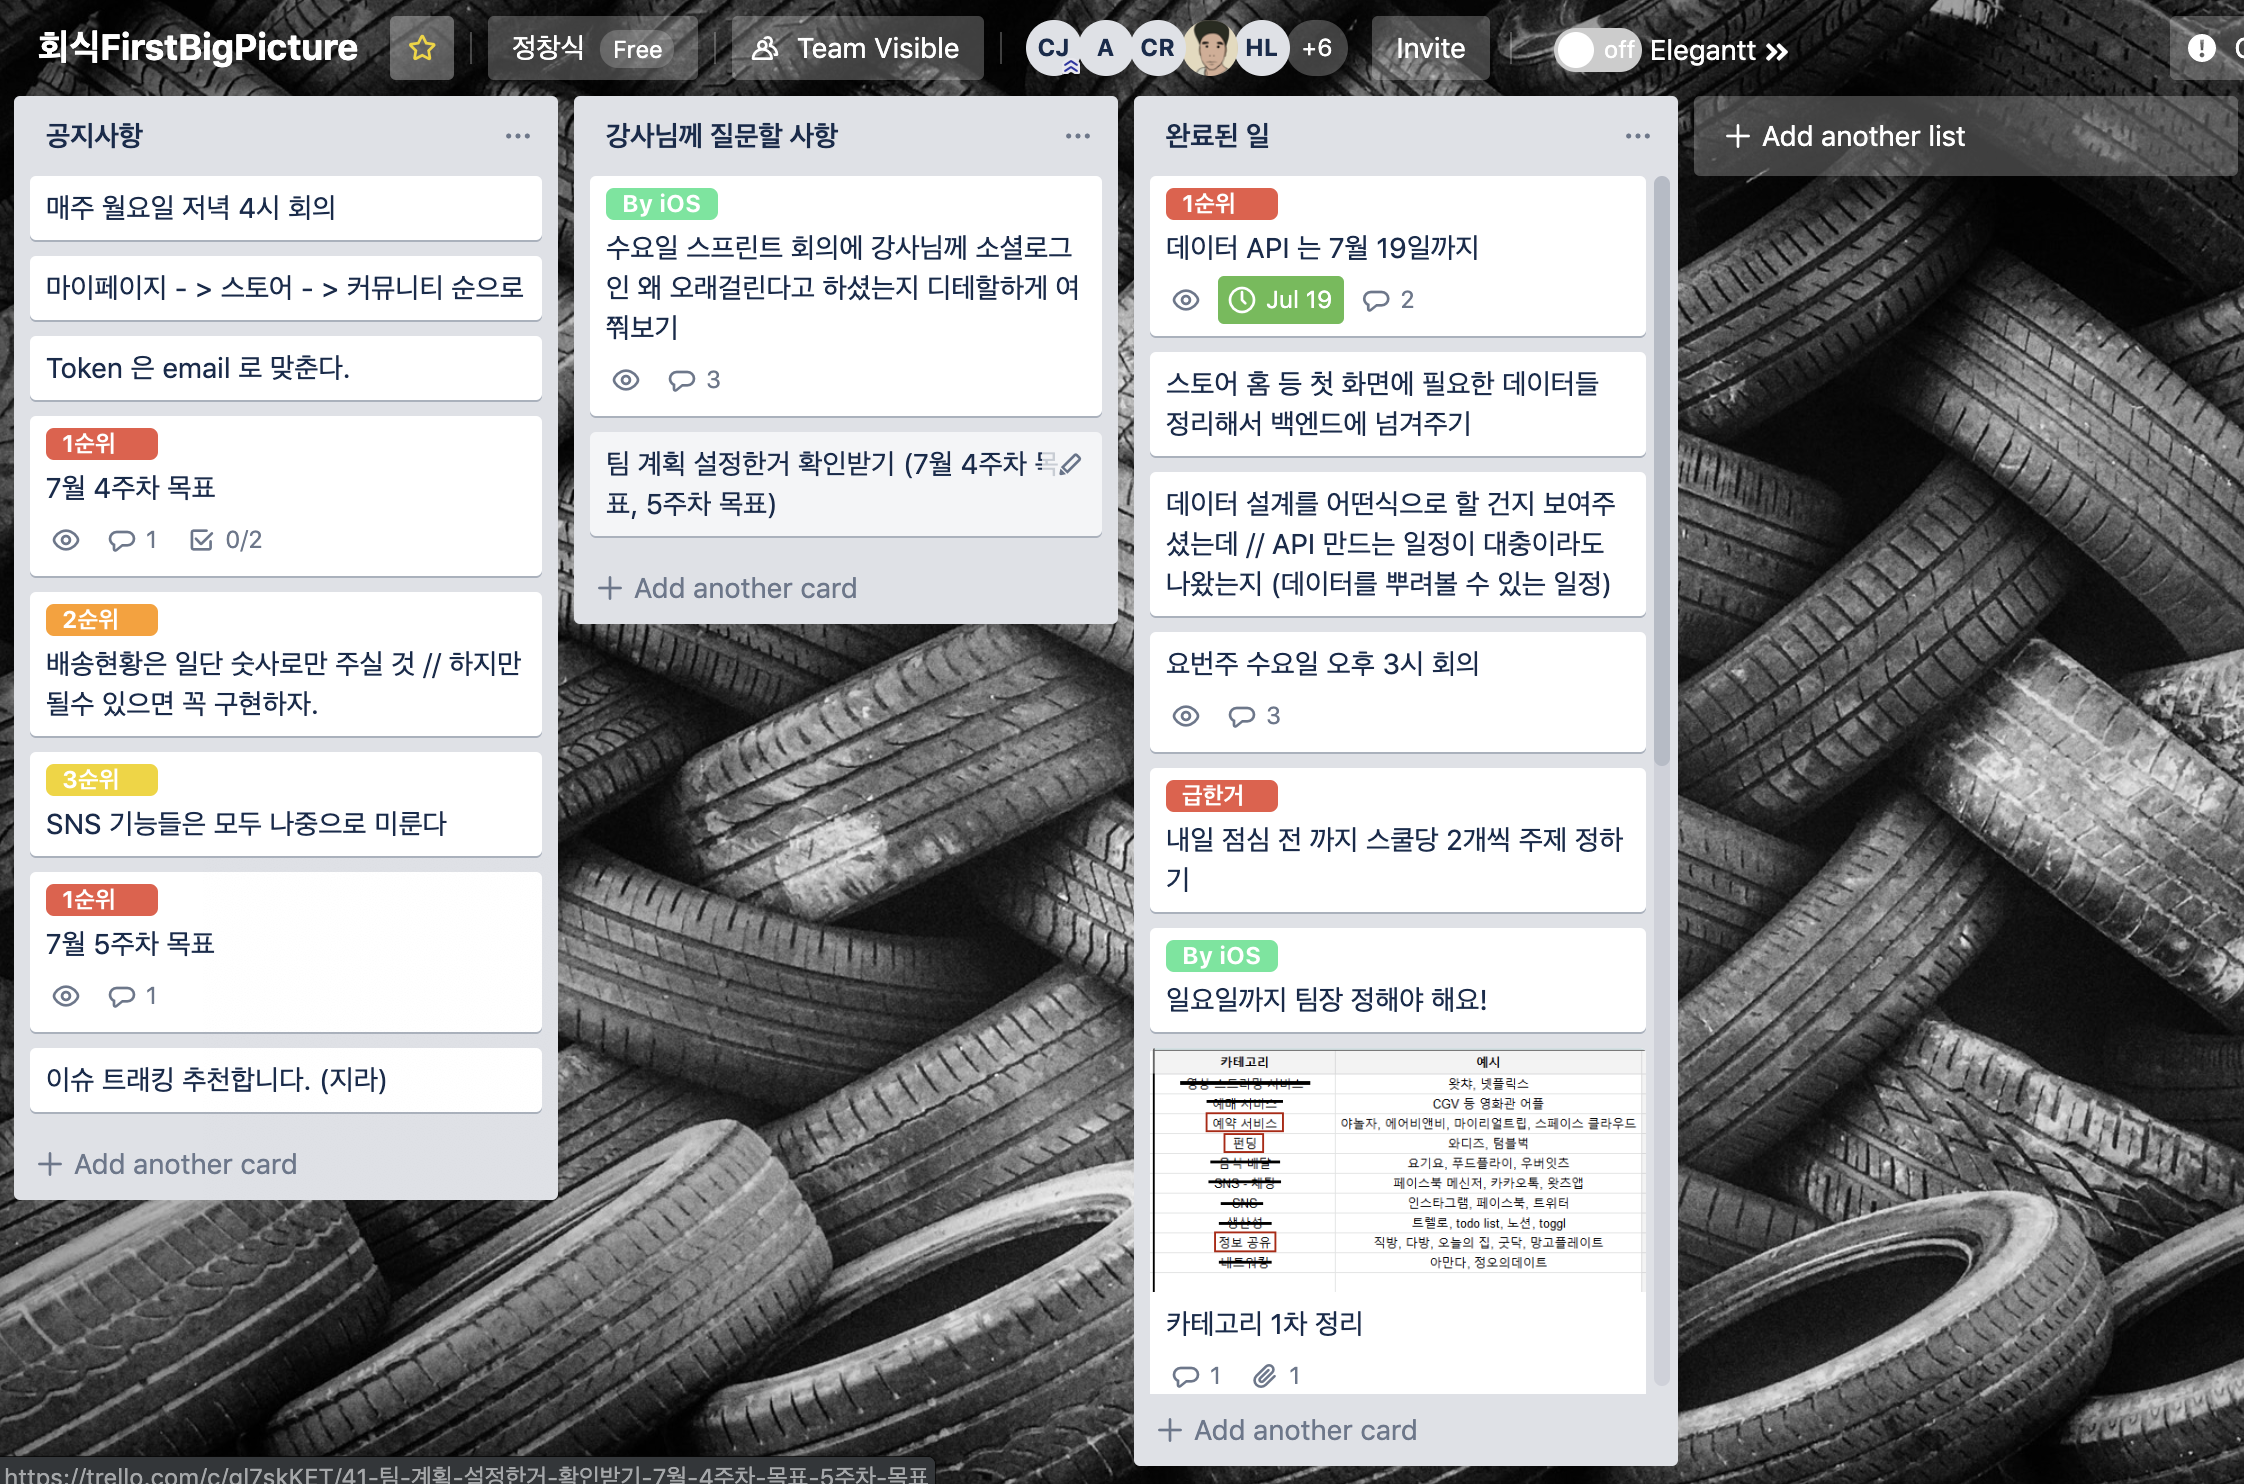 회식FirstBigPicture
정창식 Free
Team Visible
CJ A CR HL +6
Invite
off Elegantt »
공지사항
매주 월요일 저녁 4시 회의
마이페이지 - > 스토어 - > 커뮤니티 순으로
Token 은 email 로 맞춘다.
1순위
7월 4주차 목표
1 0/2
2순위
배송현황은 일단 숫사로만 주실 것 // 하지만
될수 있으면 꼭 구현하자.
3순위
SNS 기능들은 모두 나중으로 미룬다
1순위
7월 5주차 목표
1
이슈 트래킹 추천합니다. (지라)
+ Add another card
강사님께 질문할 사항
By iOS
수요일 스프린트 회의에 강사님께 소셜로그
인 왜 오래걸린다고 하셨는지 디테할하게 여
쭤보기
3
팀 계획 설정한거 확인받기 (7월 4주차 목
표, 5주차 목표)
+ Add another card
완료된 일
1순위
데이터 API 는 7월 19일까지
Jul 19 2
스토어 홈 등 첫 화면에 필요한 데이터들
정리해서 백엔드에 넘겨주기
데이터 설계를 어떤식으로 할 건지 보여주
셨는데 // API 만드는 일정이 대충이라도
나왔는지 (데이터를 뿌려볼 수 있는 일정)
요번주 수요일 오후 3시 회의
3
급한거
내일 점심 전 까지 스쿨당 2개씩 주제 정하
기
By iOS
일요일까지 팀장 정해야 해요!
카테고리 예시
영상 스트리밍 서비스 왓챠, 넷플릭스
예매 서비스 CGV 등 영화관 어플
예약 서비스 야놀자, 에어비앤비, 마이리얼트립, 스페이스 클라우드
펀딩 와디즈, 텀블벅
음식 배달 요기요, 푸드플라이, 우버잇츠
SNS - 채팅 페이스북 메신저, 카카오톡, 왓츠앱
SNS 인스타그램, 페이스북, 트위터
생산성 트렐로, todo list, 노션, toggl
정보 공유 직방, 다방, 오늘의 집, 굿닥, 망고플레이트
네트워킹 아만다, 정오의데이트
카테고리 1차 정리
1 1
+ Add another card
+ Add another list